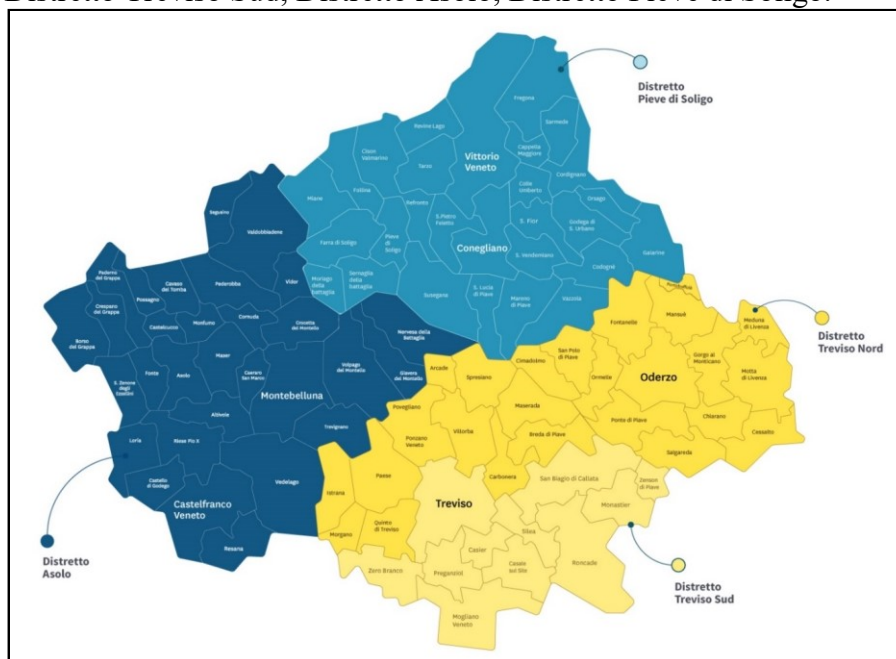 Distretto Treviso Sud, Distretto Asolo, Distretto Pieve di Soligo.
Distretto
Pieve di Soligo
Fregona
Sarmede
Revine Lago
Cison
Valmarino
Vittorio
Veneto
Cappella
Maggiore
Tarzo
Cordignano
Follina
Miane
Colle
Umberto
Orsago
Segusino
Refrontolo
S.Pietro
Feletto
S. Fior
Godega di
S. Urbano
Valdobbiadene
Farra di Soligo
Pieve
di
Soligo
Conegliano
S. Vendemiano
Gaiarine
Codognè
Moriago
della
battaglia
Sernaglia
della
battaglia
Paderno
del Grappa
Possagno
Cavaso
del Tomba
Pederobba
Vidor
Susegana
S. Lucia
di Piave
Mareno
di Piave
Vazzola
Crespano
del Grappa
Castelcucco
Monfumo
Cornuda
Crocetta
del Montello
Nervesa della
Battaglia
Fontanelle
Mansuè
Meduna
di Livenza
Distretto
Treviso Nord
Borso
del Grappa
Maser
Fonte
Asolo
Caerano
San Marco
Volpago
del Montello
Giavera
del Montello
Arcade
Spresiano
Cimadolmo
San Polo
di Piave
Ormelle
Oderzo
Gorgo al
Monticano
Motta
di Livenza
S. Zenone
degli
Ezzelini
Montebelluna
Povegliano
Maserada
Altivole
Trevignano
Ponzano
Veneto
Villorba
Breda di Piave
Ponte di Piave
Chiarano
Cessalto
Loria
Riese Pio X
Salgareda
Castello
di Godego
Vedelago
Istrana
Paese
Carbonera
San Biagio di Callalta
Zenson
di Piave
Castelfranco
Veneto
Treviso
Monastier
Resana
Morgano
Quinto
di Treviso
Silea
Casier
Distretto
Asolo
Zero Branco
Preganziol
Casale
sul Sile
Roncade
Mogliano
Veneto
Distretto
Treviso Sud